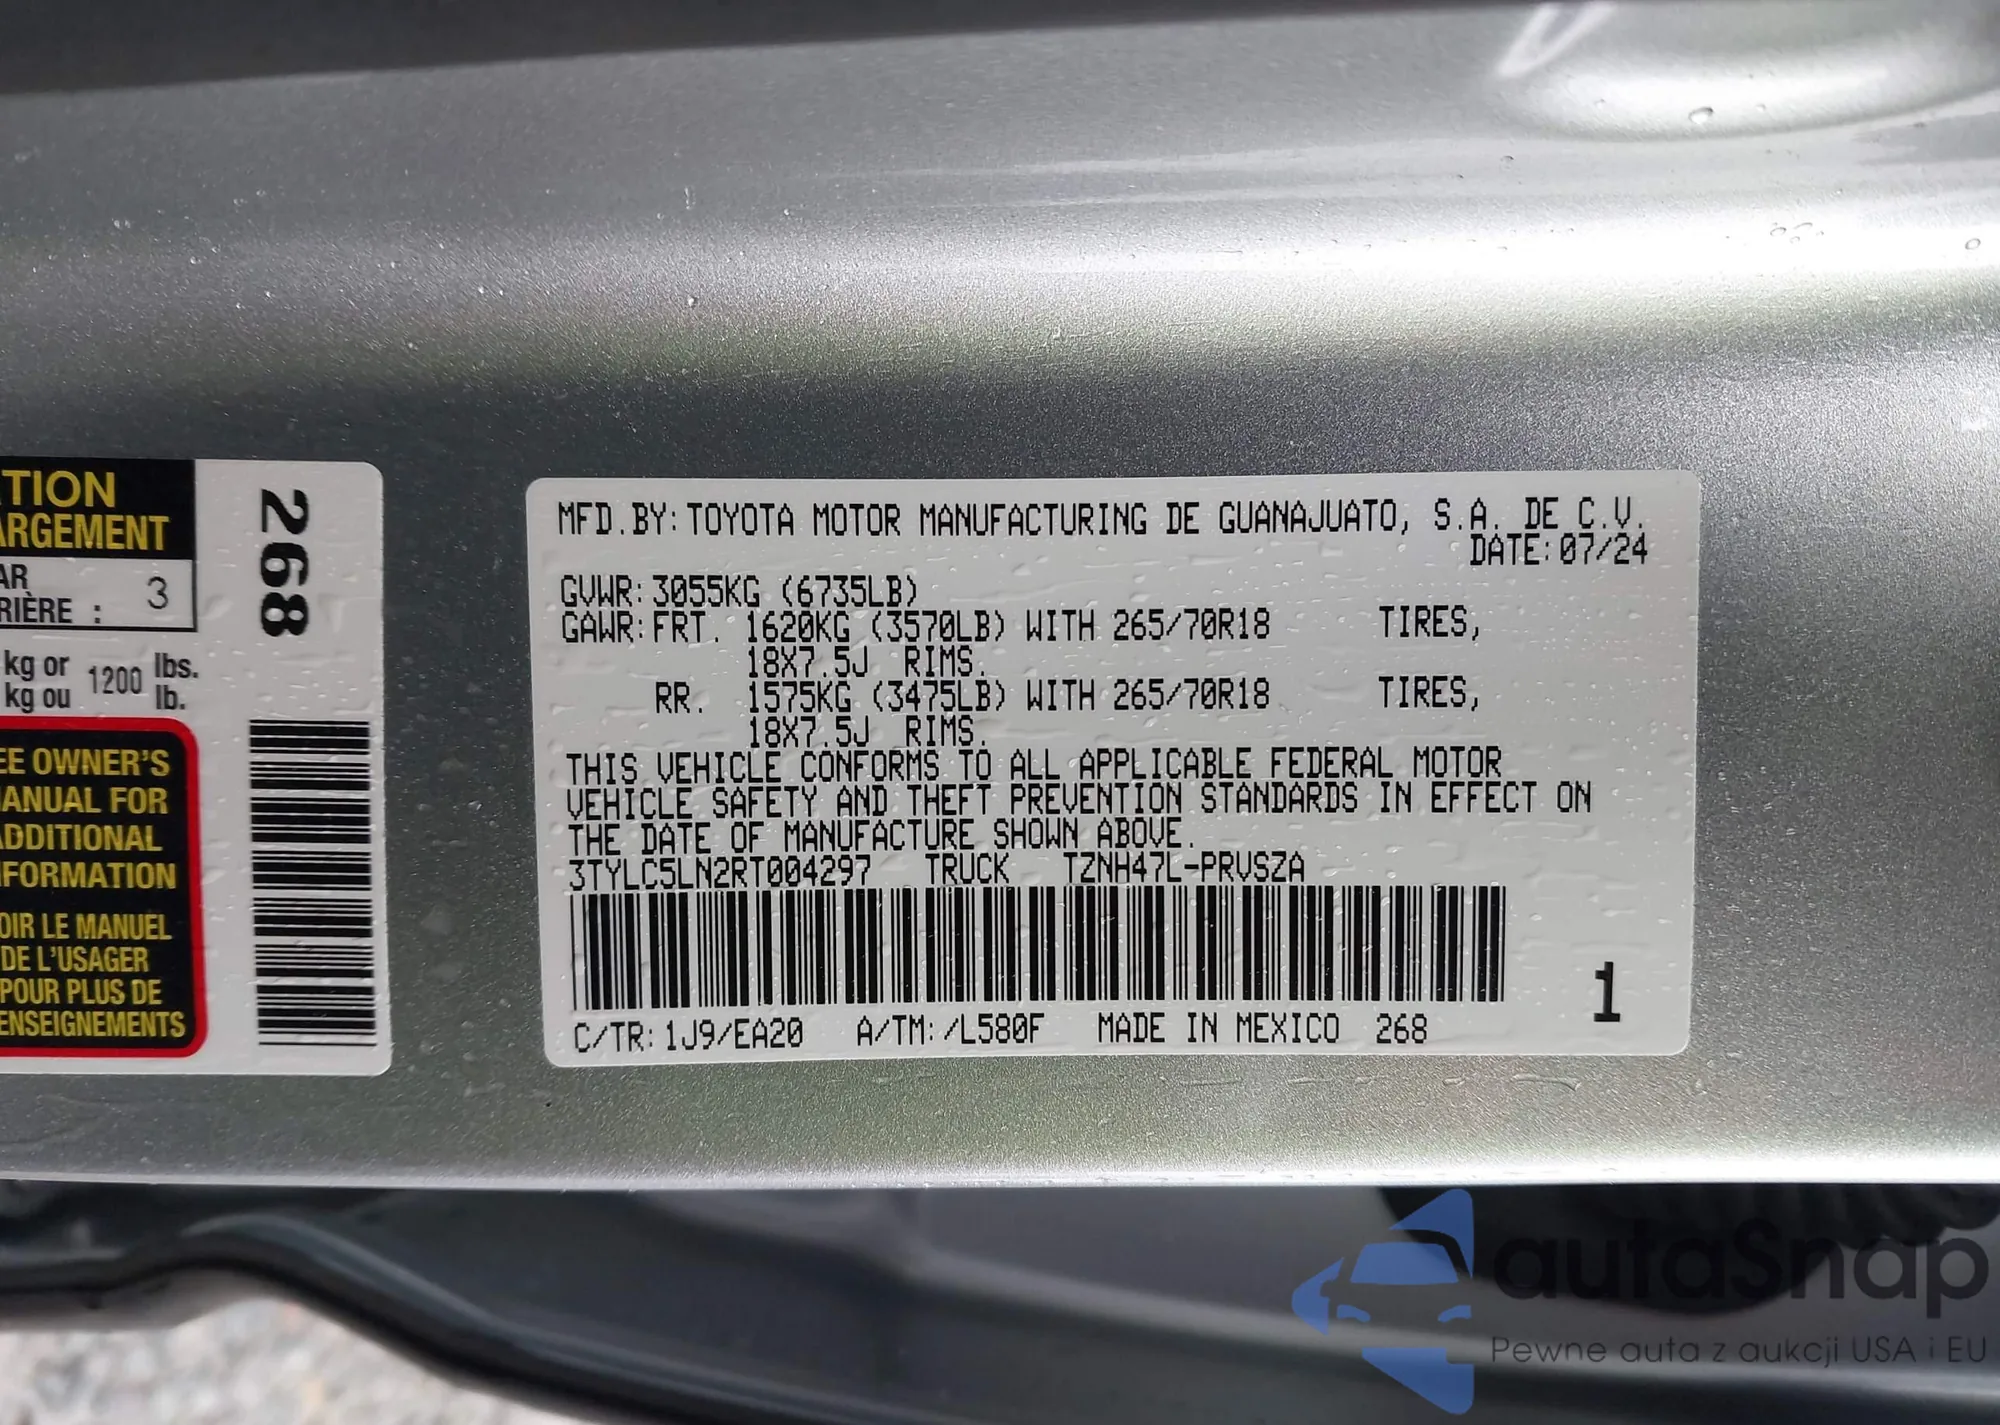 TION
ARGEMENT
AR
RIÈRE : 3
kg or 1200 lbs.
kg ou lb.
EE OWNER'S
ANUAL FOR
ADDITIONAL
FORMATION
OIR LE MANUEL
DE L'USAGER
POUR PLUS DE
ENSEIGNEMENTS
268
MFD.BY:TOYOTA MOTOR MANUFACTURING DE GUANAJUATO, S.A. DE C.V.
DATE:07/24
GVWR:3055KG (6735LB)
GAWR:FRT. 1620KG (3570LB) WITH 265/70R18 TIRES,
18X7.5J RIMS.
RR. 1575KG (3475LB) WITH 265/70R18 TIRES,
18X7.5J RIMS.
THIS VEHICLE CONFORMS TO ALL APPLICABLE FEDERAL MOTOR
VEHICLE SAFETY AND THEFT PREVENTION STANDARDS IN EFFECT ON
THE DATE OF MANUFACTURE SHOWN ABOVE.
3TYLC5LN2RT004297 TRUCK TZNH47L-PRVSZA
1
C/TR:1J9/EA20 A/TM:/L580F MADE IN MEXICO 268
autaSnap
Pewne auta z aukcji USA i EU